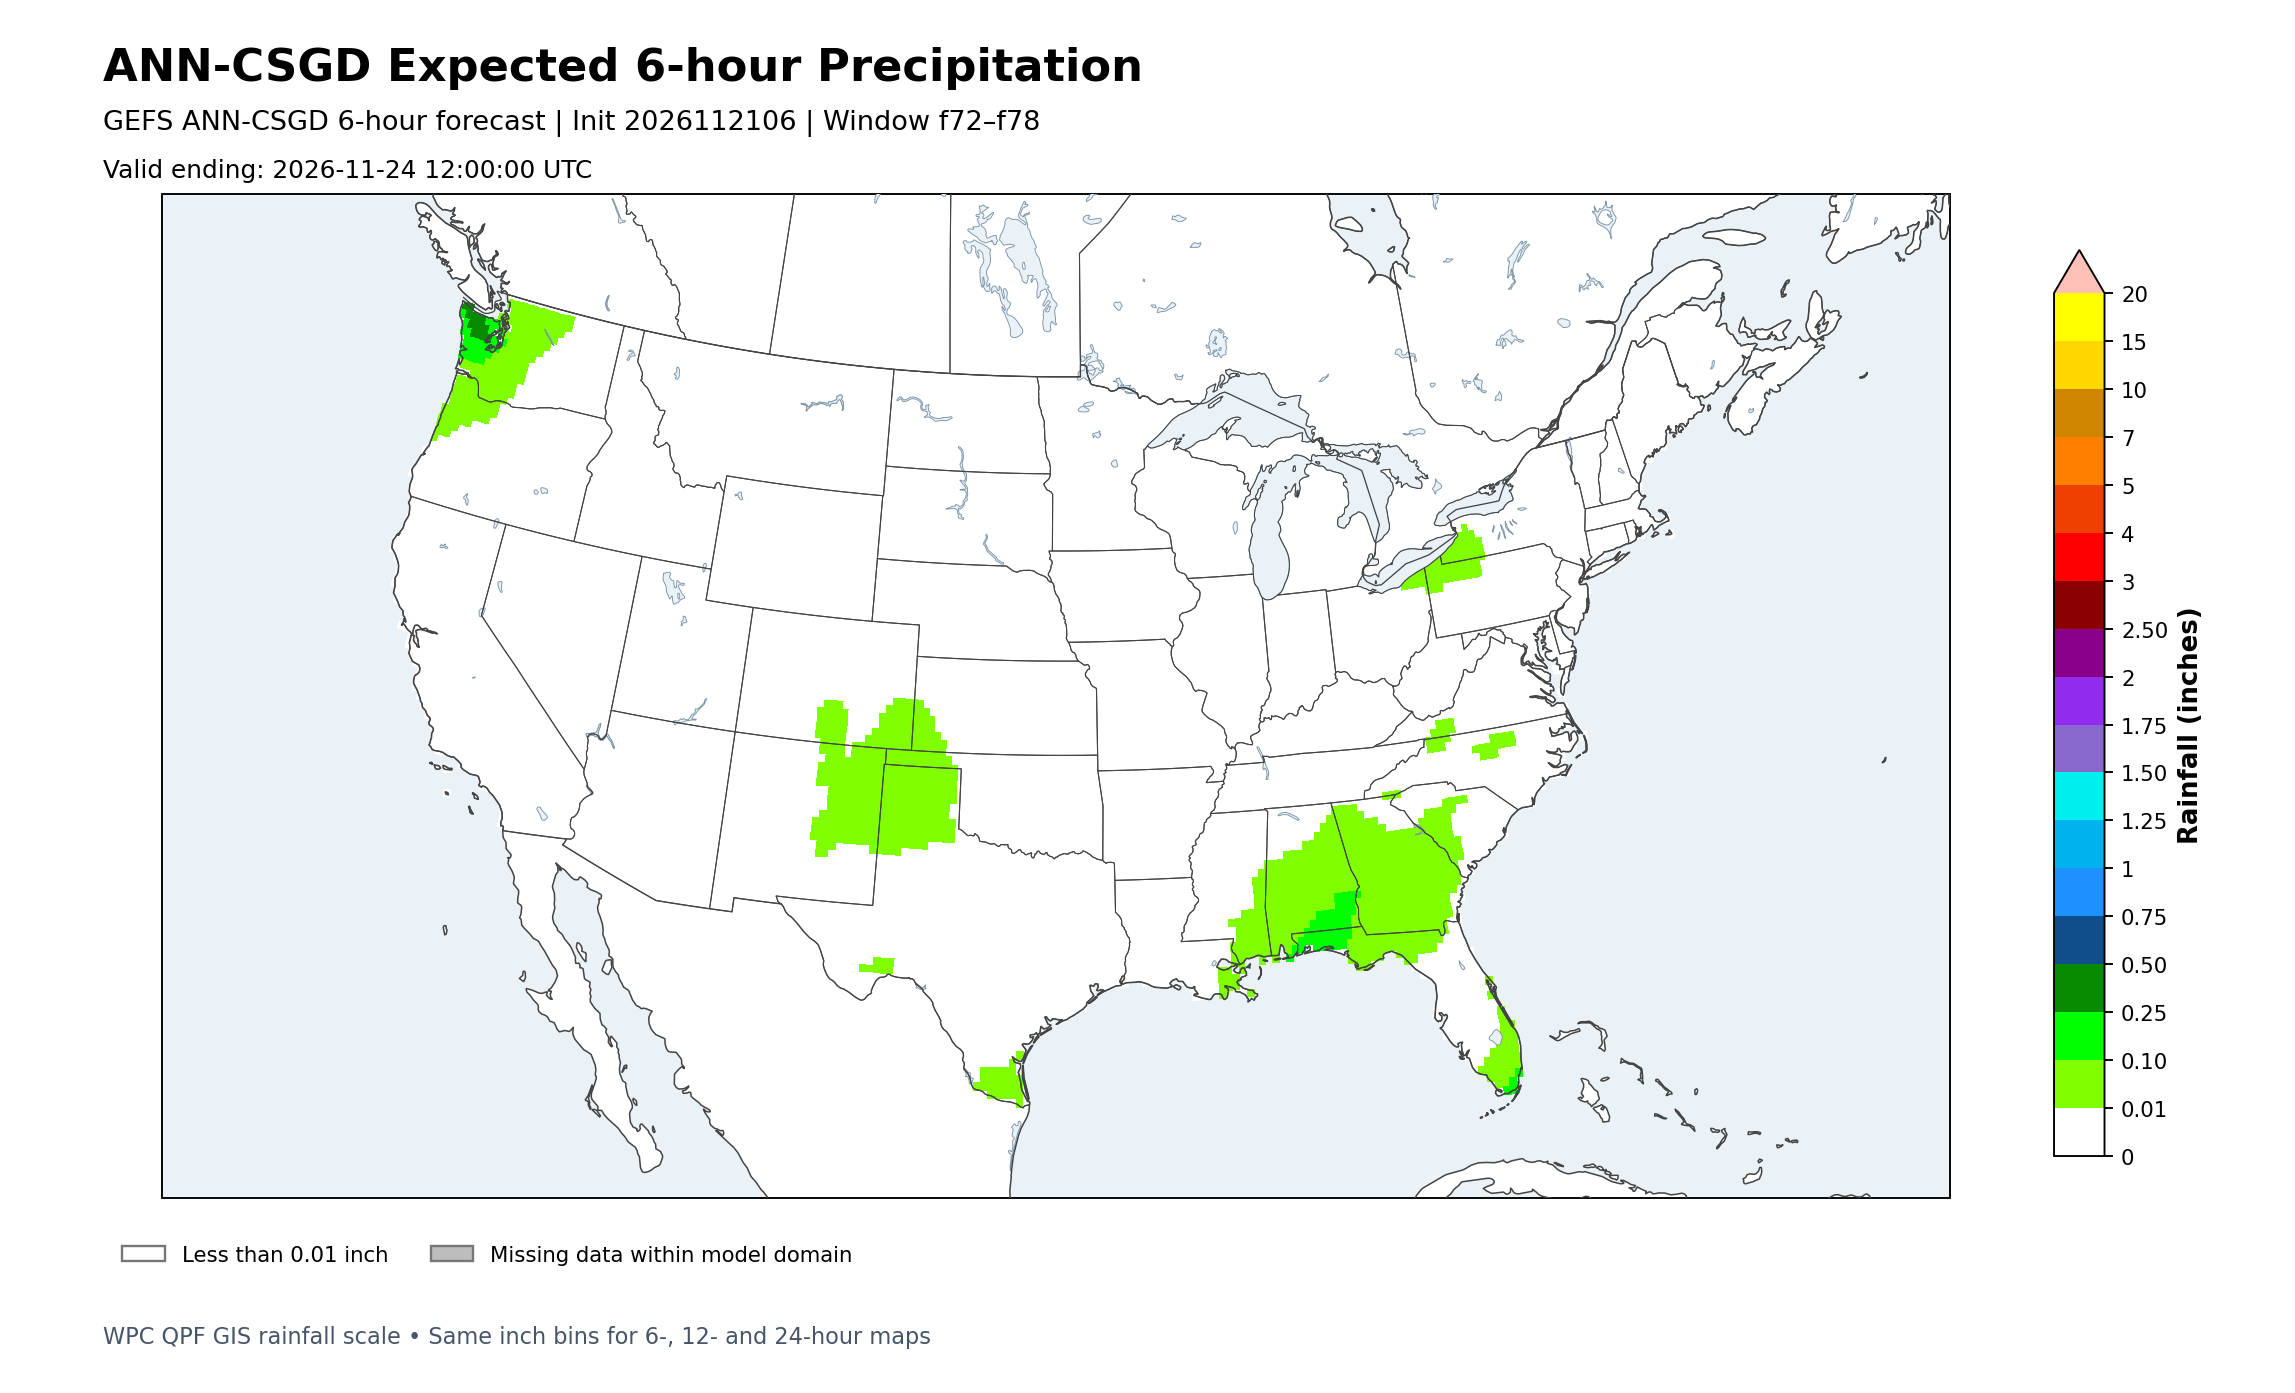 ANN-CSGD Expected 6-hour Precipitation
GEFS ANN-CSGD 6-hour forecast | Init 2026112106 | Window f72–f78
Valid ending: 2026-11-24 12:00:00 UTC
20
15
10
7
5
4
3
2.50
2
1.75
1.50
1.25
1
0.75
0.50
0.25
0.10
0.01
0
Rainfall (inches)
Less than 0.01 inch
Missing data within model domain
WPC QPF GIS rainfall scale • Same inch bins for 6-, 12- and 24-hour maps